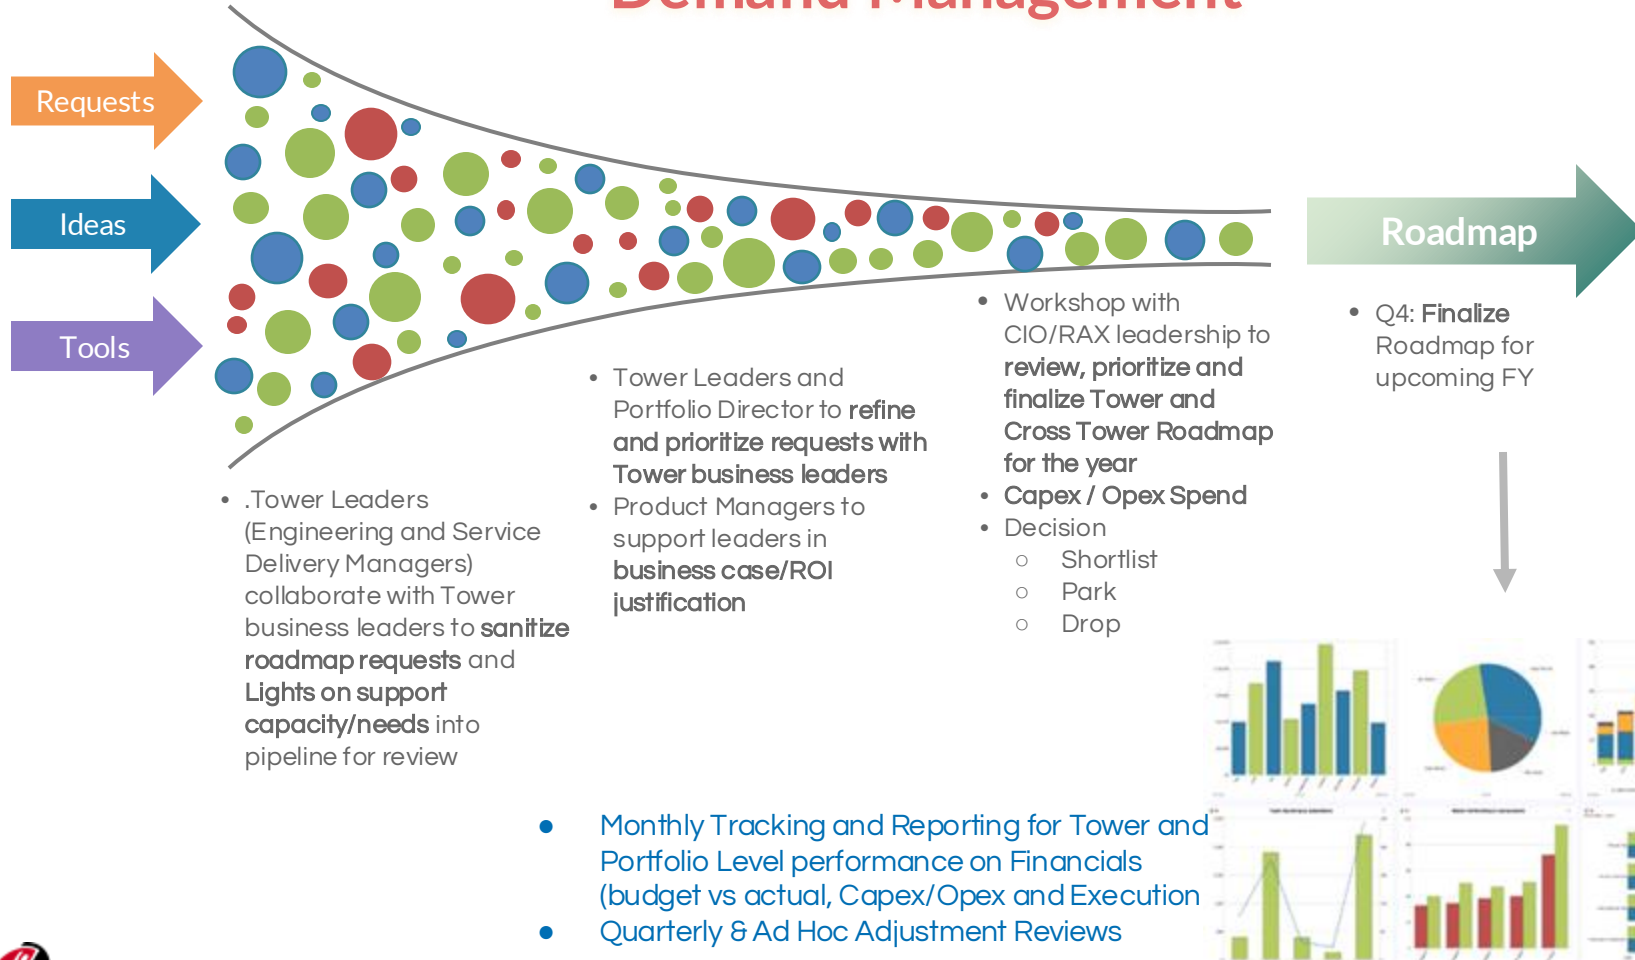 Demand Management
Requests
Ideas
Tools
Roadmap
• .Tower Leaders
(Engineering and Service
Delivery Managers)
collaborate with Tower
business leaders to sanitize
roadmap requests and
Lights on support
capacity/needs into
pipeline for review
• Tower Leaders and
Portfolio Director to refine
and prioritize requests with
Tower business leaders
• Product Managers to
support leaders in
business case/ROI
justification
• Workshop with
CIO/RAX leadership to
review, prioritize and
finalize Tower and
Cross Tower Roadmap
for the year
• Capex / Opex Spend
• Decision
○ Shortlist
○ Park
○ Drop
• Q4: Finalize
Roadmap for
upcoming FY
● Monthly Tracking and Reporting for Tower and
Portfolio Level performance on Financials
(budget vs actual, Capex/Opex and Execution
● Quarterly & Ad Hoc Adjustment Reviews